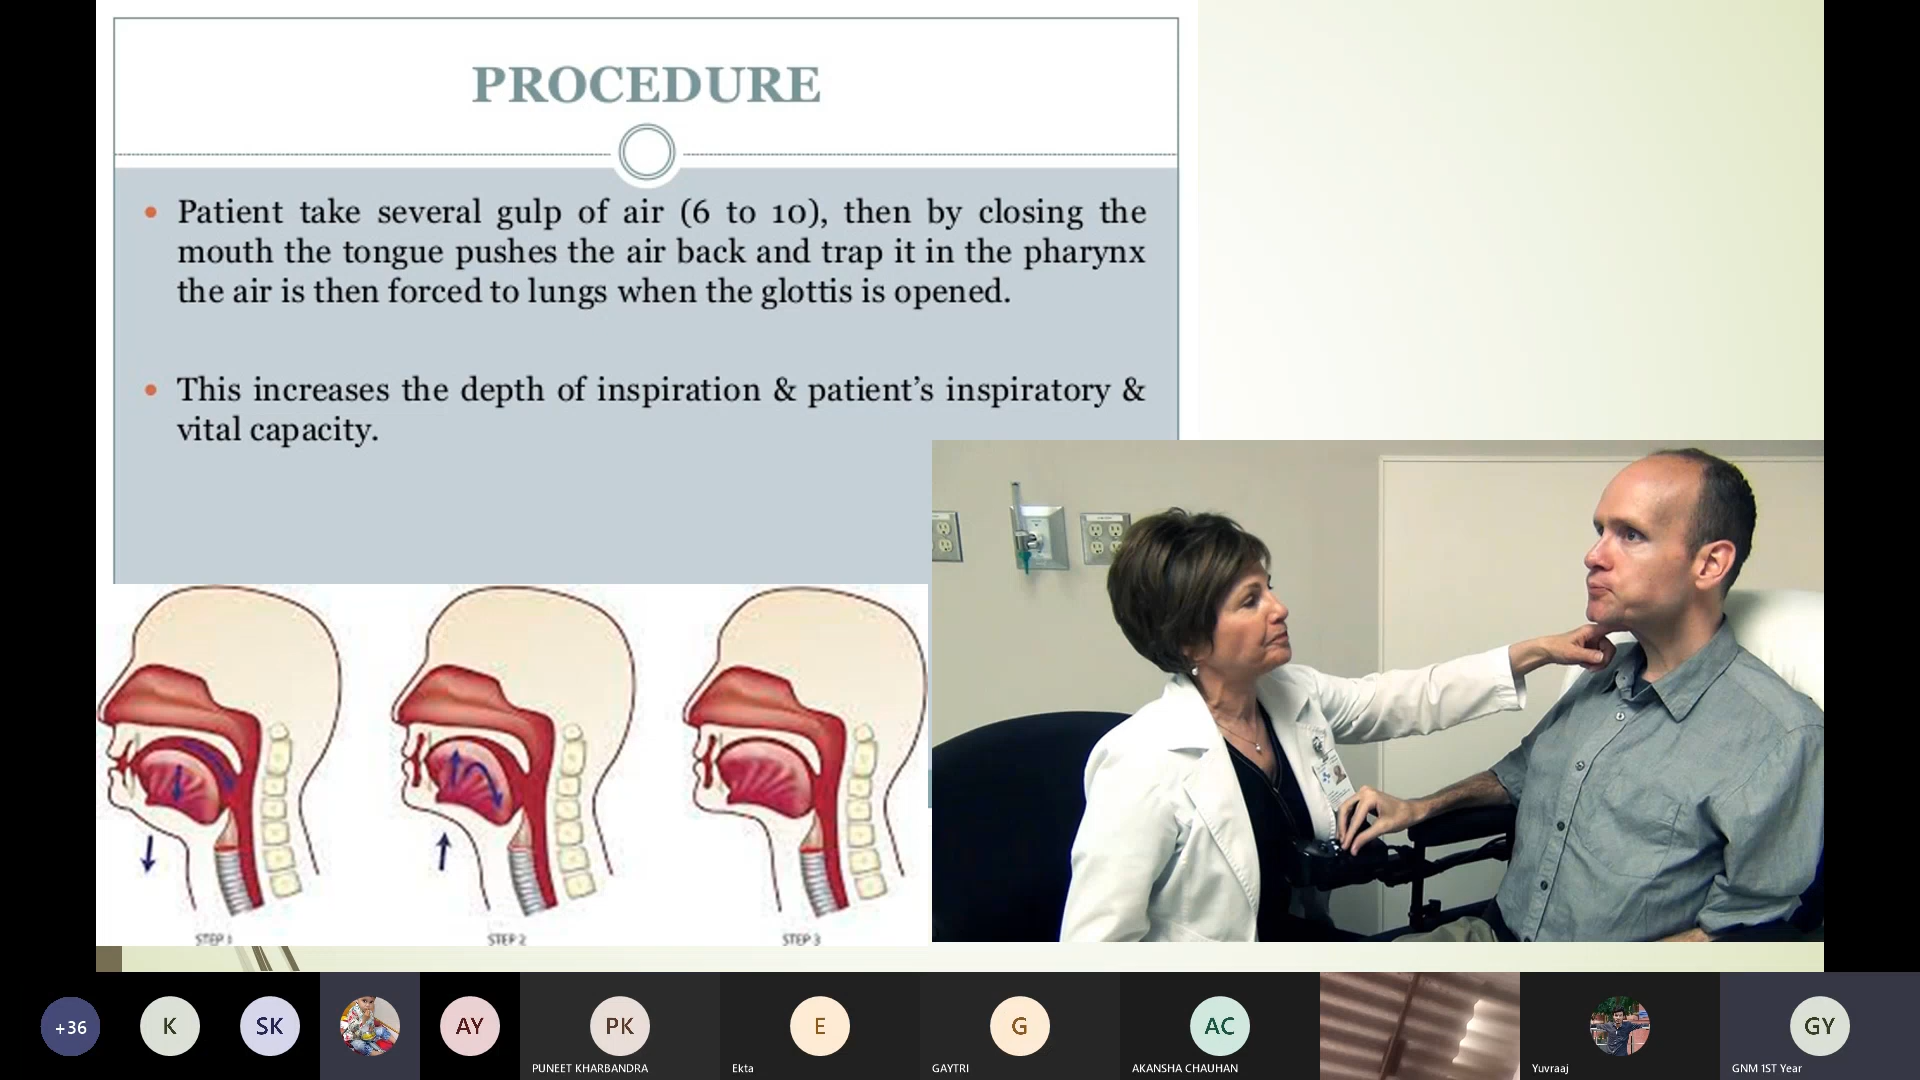 PROCEDURE
• Patient take several gulp of air (6 to 10), then by closing the
mouth the tongue pushes the air back and trap it in the pharynx
the air is then forced to lungs when the glottis is opened.
• This increases the depth of inspiration & patient’s inspiratory &
vital capacity.
STEP 1
STEP 2
STEP 3
+36
K
SK
AY
PK
E
G
AC
GY
PUNEET KHARBANDRA
Ekta
GAYTRI
AKANSHA CHAUHAN
Yuvraaj
GNM 1ST Year